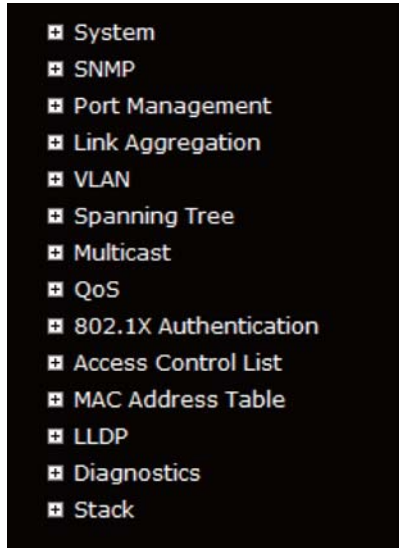 System
SNMP
Port Management
Link Aggregation
VLAN
Spanning Tree
Multicast
QoS
802.1X Authentication
Access Control List
MAC Address Table
LLDP
Diagnostics
Stack